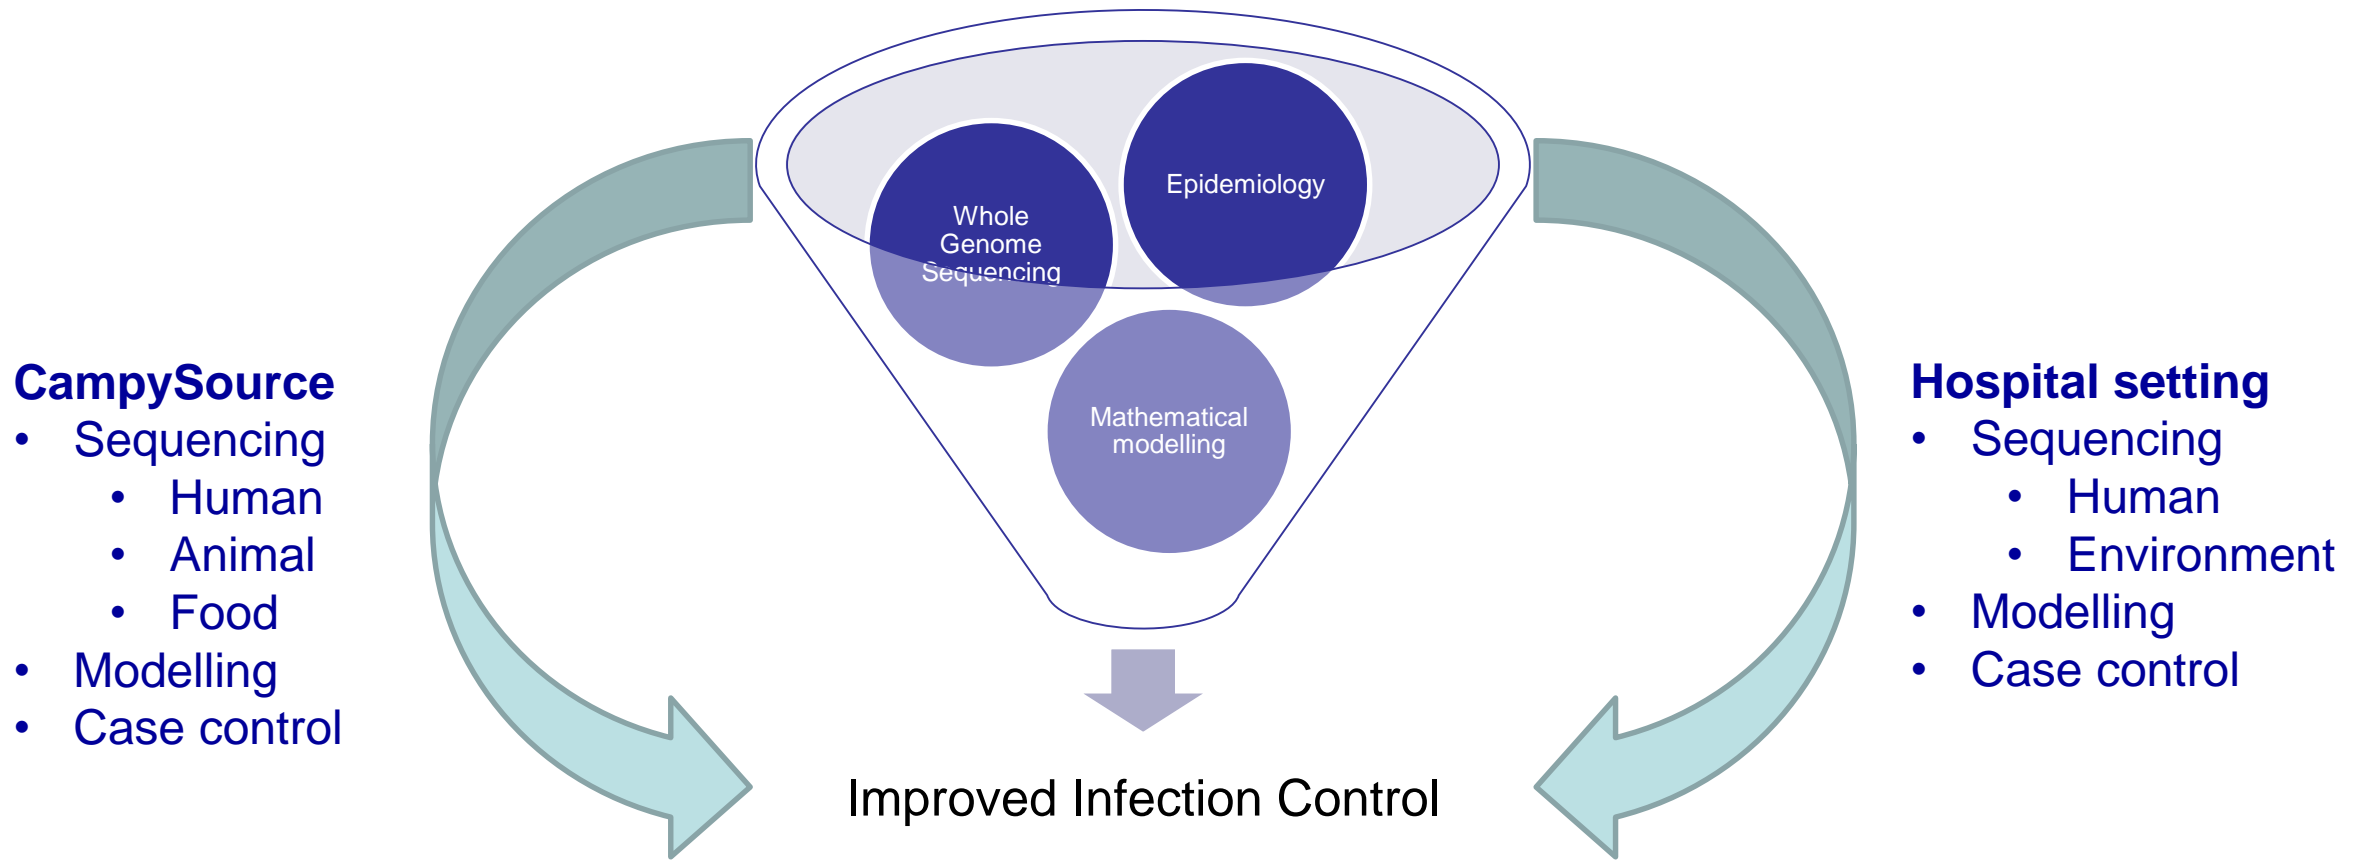 Epidemiology
Whole
Genome
Sequencing
Mathematical
modelling
CampySource
• Sequencing
• Human
• Animal
• Food
• Modelling
• Case control
Hospital setting
• Sequencing
• Human
• Environment
• Modelling
• Case control
Improved Infection Control